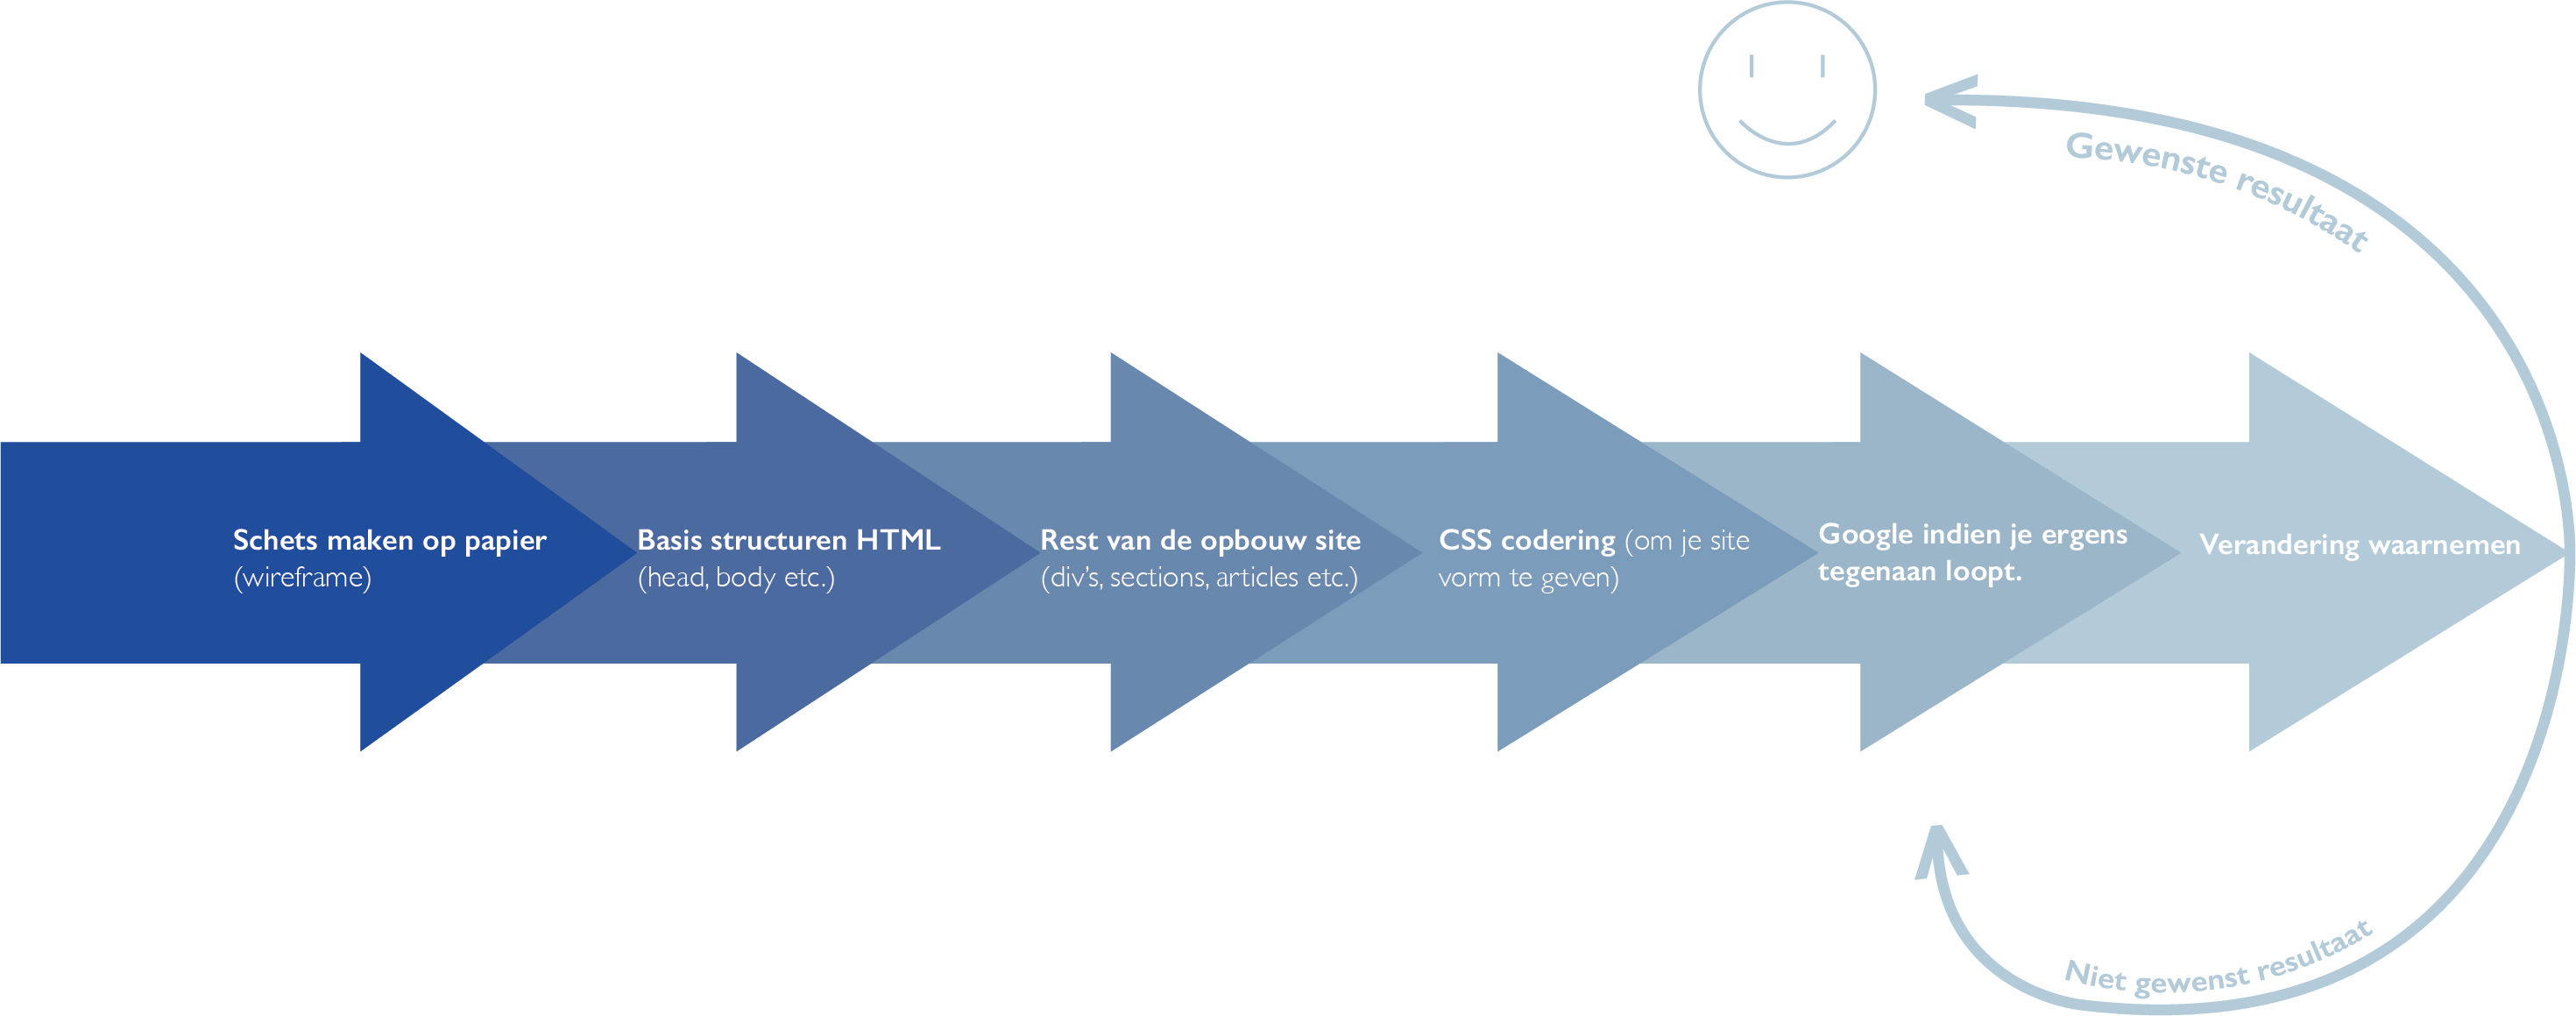 Gewenste resultaat
Schets maken op papier
(wireframe)
Basis structuren HTML
(head, body etc.)
Rest van de opbouw site
(div's, sections, articles etc.)
CSS codering (om je site
vorm te geven)
Google indien je ergens
tegenaan loopt.
Verandering waarnemen
Niet gewenst resultaat